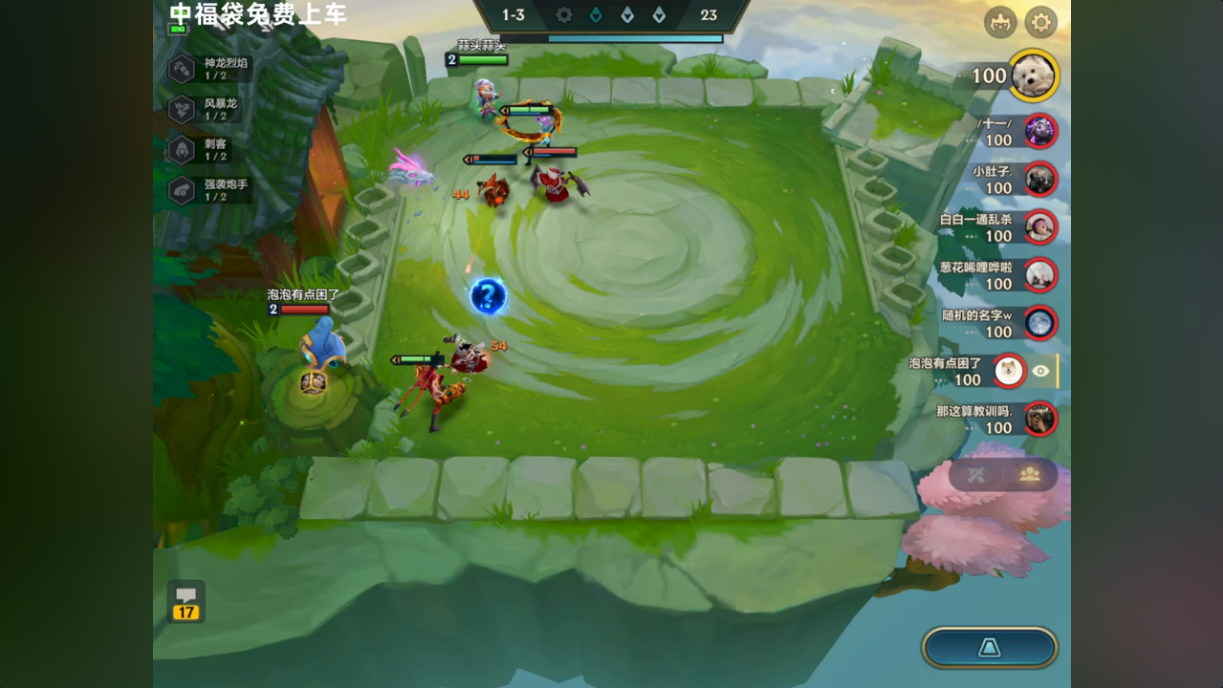 中福袋免费上车
1-3
23
神龙烈焰
1/2
风暴龙
1/2
刺客
1/2
强袭炮手
1/2
蒜头蒜头
2
44
54
泡泡有点困了
2
?
100
/十一/
100
小肚子.
100
白白一通乱杀
100
葱花唏哩哗啦
100
随机的名字w
100
泡泡有点困了
100
那这算教训吗.
100
17